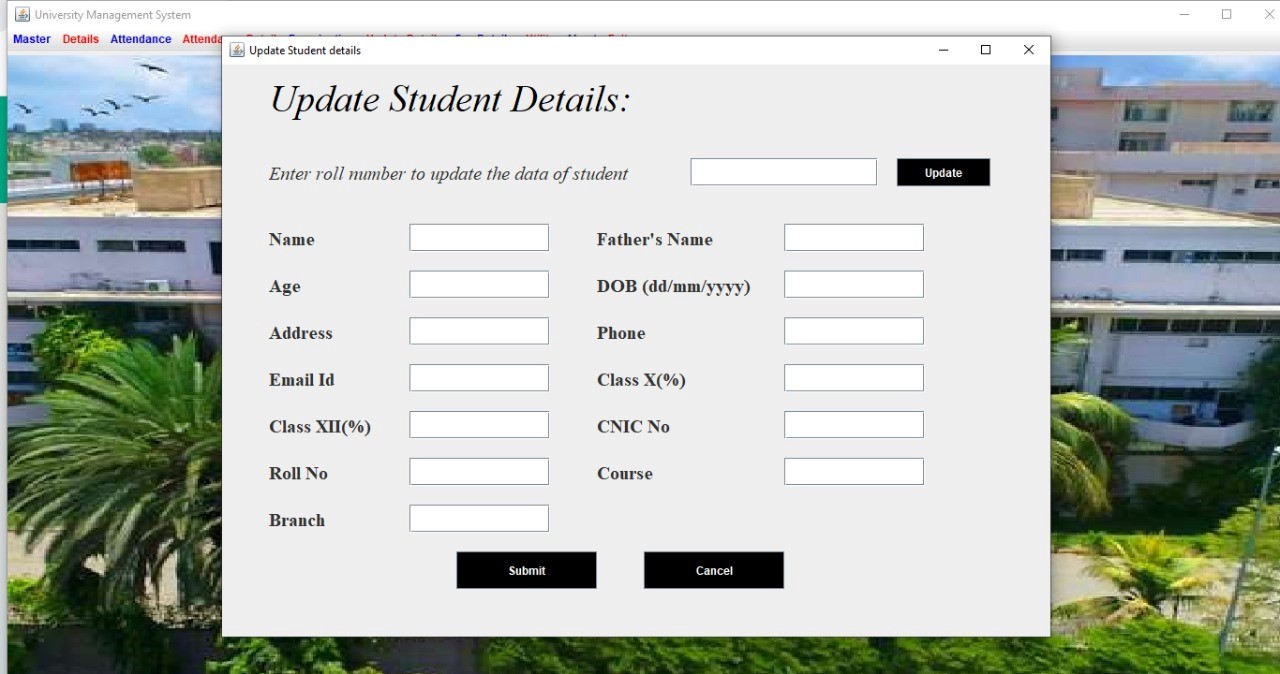 University Management System
Master Details Attendance
Update Student details
Update Student Details:
Enter roll number to update the data of student Update
Name Father's Name
Age DOB (dd/mm/yyyy)
Address Phone
Email Id Class X(%)
Class XII(%) CNIC No
Roll No Course
Branch
Submit Cancel